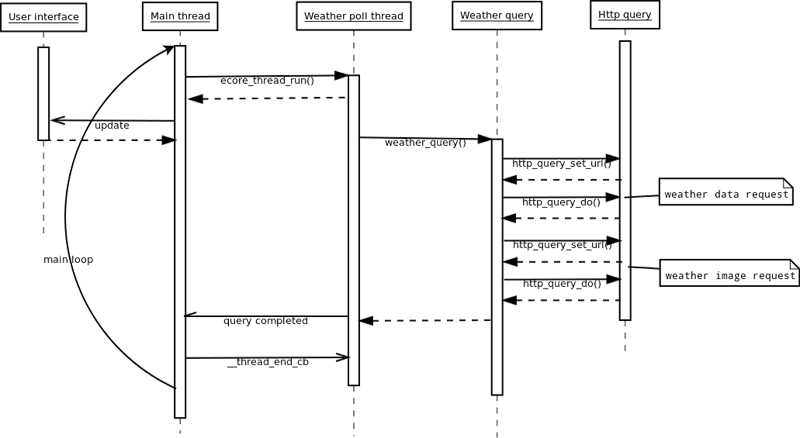 User interface
Main thread
Weather poll thread
Weather query
Http query
ecore_thread_run()
update
weather_query()
http_query_set_url()
weather data request
http_query_do()
http_query_set_url()
main loop
weather image request
http_query_do()
query completed
__thread_end_cb